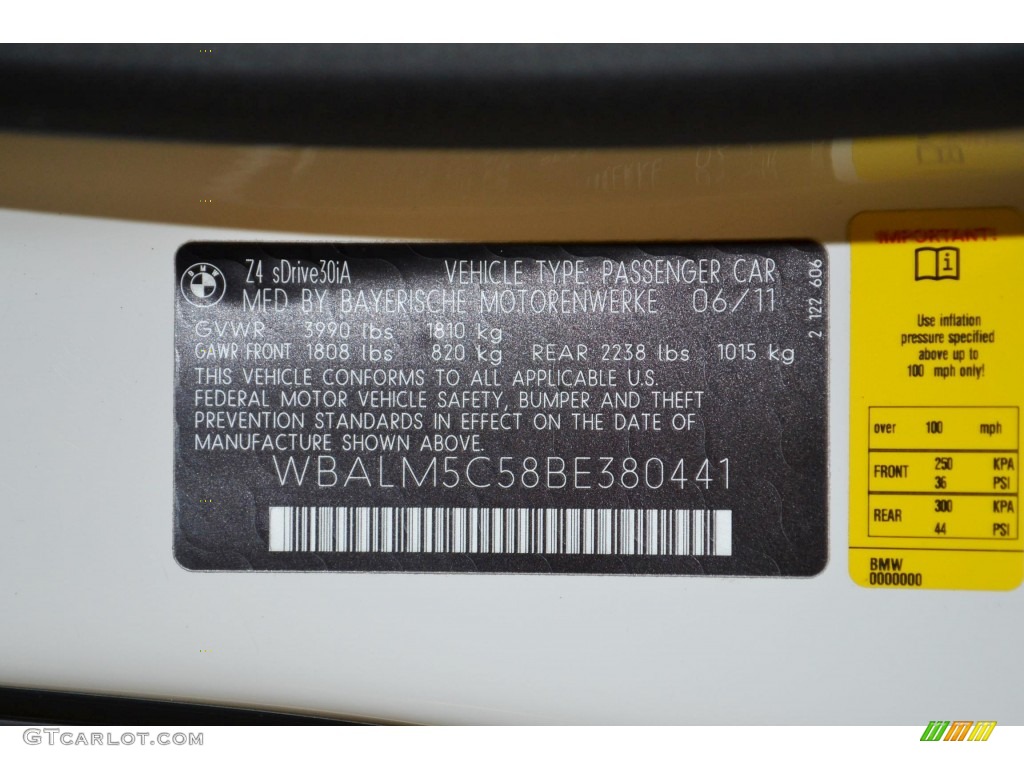 BMW
Z4 sDrive30iA VEHICLE TYPE PASSENGER CAR
MFD BY BAYERISCHE MOTORENWERKE 06/11
GVWR 3990 lbs 1810 kg
GAWR FRONT 1808 lbs 820 kg REAR 2238 lbs 1015 kg
THIS VEHICLE CONFORMS TO ALL APPLICABLE U.S.
FEDERAL MOTOR VEHICLE SAFETY, BUMPER AND THEFT
PREVENTION STANDARDS IN EFFECT ON THE DATE OF
MANUFACTURE SHOWN ABOVE.
WBALM5C58BE380441
2 122 606
IMPORTANT!
Use inflation
pressure specified
above up to
100 mph only!
over 100 mph
FRONT 250 KPA
36 PSI
REAR 300 KPA
44 PSI
BMW
0000000
GTCarLot.com